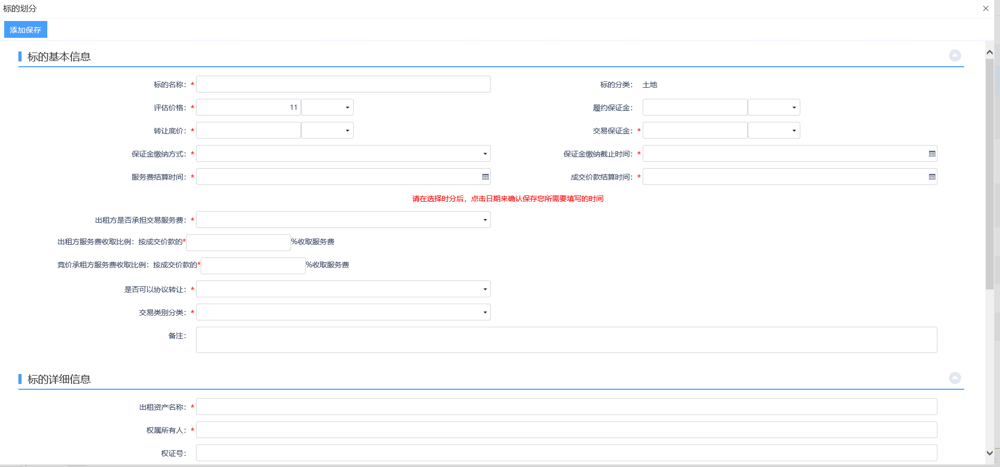 标的划分
添加保存
标的基本信息
标的名称：* 标的分类： 土地
评估价格：* 11 履约保证金：
转让底价：* 交易保证金：*
保证金缴纳方式：* 保证金缴纳截止时间：*
服务费结算时间：* 成交价款结算时间：*
请在选择时分后，点击日期来确认保存您所需要填写的时间
出租方是否承担交易服务费：*
出租方服务费收取比例：按成交价款的* %收取服务费
竞价承租方服务费收取比例：按成交价款的* %收取服务费
是否可以协议转让：*
交易类别分类：*
备注：
标的详细信息
出租资产名称：*
权属所有人：*
权证号：